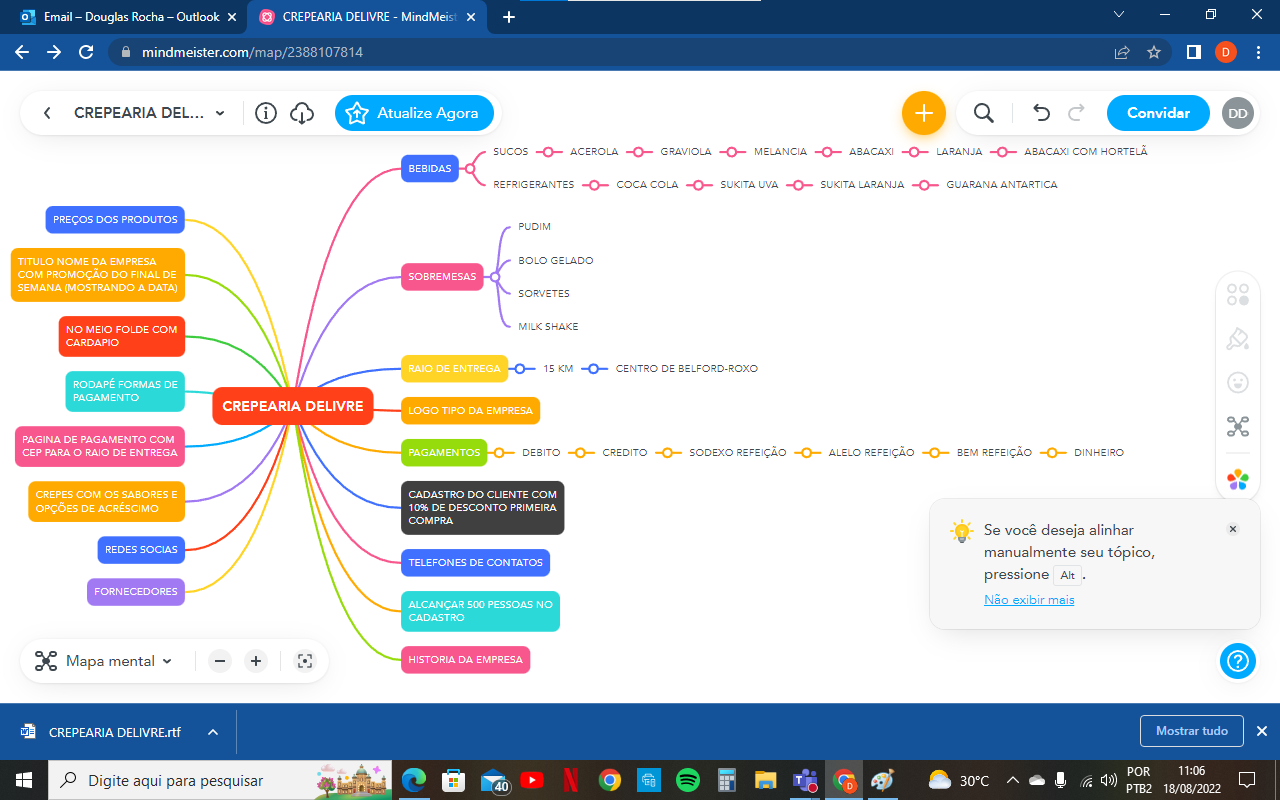 Email – Douglas Rocha – Outlook
CREPEARIA DELIVRE - MindMeist
mindmeister.com/map/2388107814
D
CREPEARIA DEL...
Atualize Agora
Convidar
DD
BEBIDAS
SUCOS
ACEROLA
GRAVIOLA
MELANCIA
ABACAXI
LARANJA
ABACAXI COM HORTELÃ
REFRIGERANTES
COCA COLA
SUKITA UVA
SUKITA LARANJA
GUARANA ANTARTICA
SOBREMESAS
PUDIM
BOLO GELADO
SORVETES
MILK SHAKE
RAIO DE ENTREGA
15 KM
CENTRO DE BELFORD-ROXO
LOGO TIPO DA EMPRESA
PAGAMENTOS
DEBITO
CREDITO
SODEXO REFEIÇÃO
ALELO REFEIÇÃO
BEM REFEIÇÃO
DINHEIRO
CADASTRO DO CLIENTE COM
10% DE DESCONTO PRIMEIRA
COMPRA
TELEFONES DE CONTATOS
ALCANÇAR 500 PESSOAS NO
CADASTRO
HISTORIA DA EMPRESA
CREPEARIA DELIVRE
PREÇOS DOS PRODUTOS
TITULO NOME DA EMPRESA
COM PROMOÇÃO DO FINAL DE
SEMANA (MOSTRANDO A DATA)
NO MEIO FOLDE COM
CARDAPIO
RODAPÉ FORMAS DE
PAGAMENTO
PAGINA DE PAGAMENTO COM
CEP PARA O RAIO DE ENTREGA
CREPES COM OS SABORES E
OPÇÕES DE ACRÉSCIMO
REDES SOCIAS
FORNECEDORES
Se você deseja alinhar
manualmente seu tópico,
pressione Alt .
Não exibir mais
Mapa mental
CREPEARIA DELIVRE.rtf
Mostrar tudo
Digite aqui para pesquisar
40
D
30°C
POR
PTB2
11:06
18/08/2022